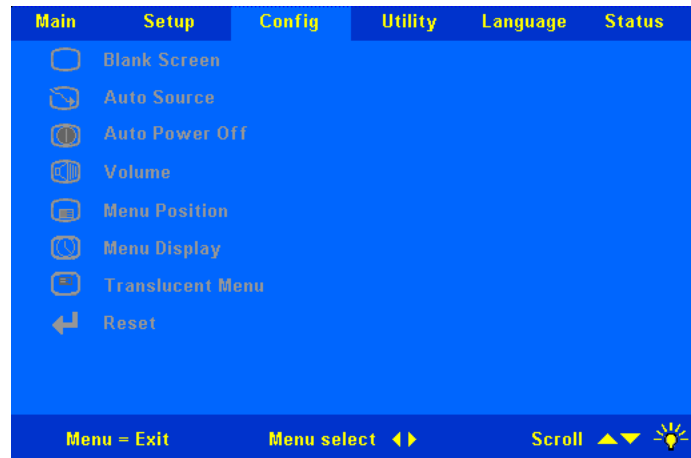 Main Setup Config Utility Language Status
Blank Screen
Auto Source
Auto Power Off
Volume
Menu Position
Menu Display
Translucent Menu
Reset
Menu = Exit Menu select Scroll